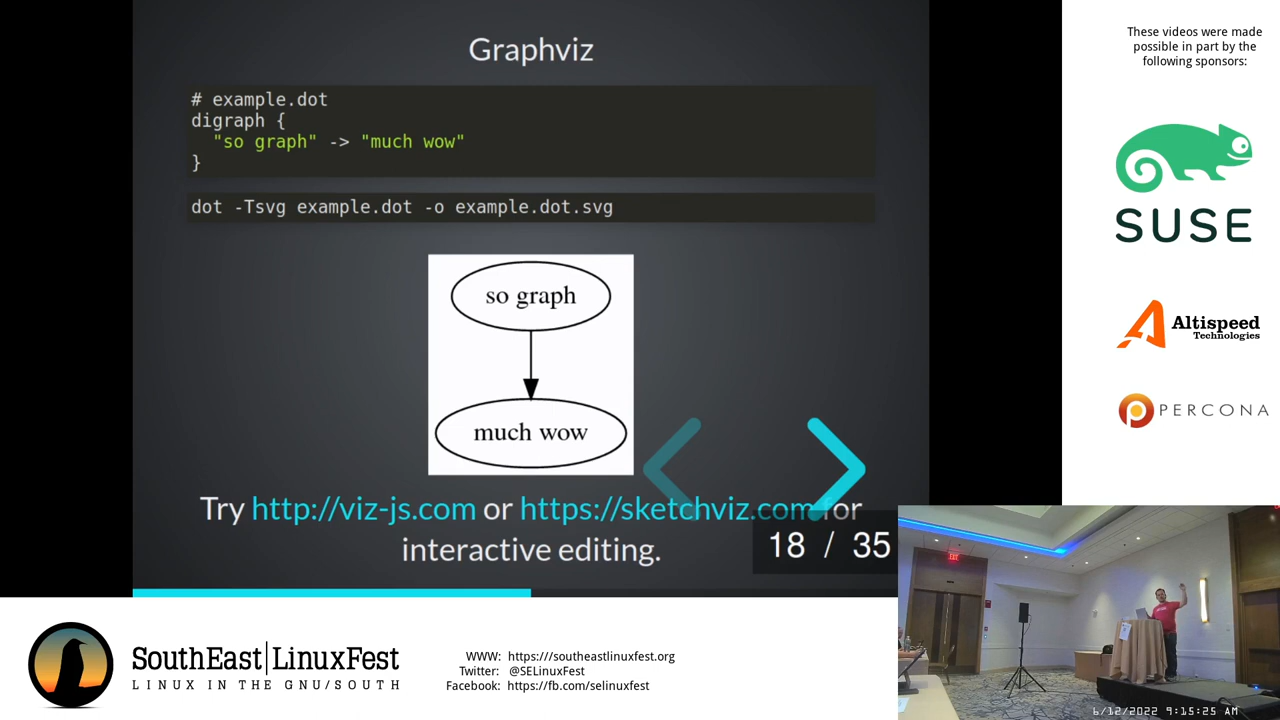 Graphviz
# example.dot
digraph {
"so graph" -> "much wow"
}
dot -Tsvg example.dot -o example.dot.svg
so graph
much wow
Try http://viz-js.com or https://sketchviz.com for
interactive editing.
18 / 35
These videos were made
possible in part by the
following sponsors:
SUSE
Altispeed
Technologies
PERCONA
SouthEast LinuxFest
LINUX IN THE GNU/SOUTH
WWW: https://southeastlinuxfest.org
Twitter: @SELinuxFest
Facebook: https://fb.com/selinuxfest
6/12/2022 9:15:25 AM